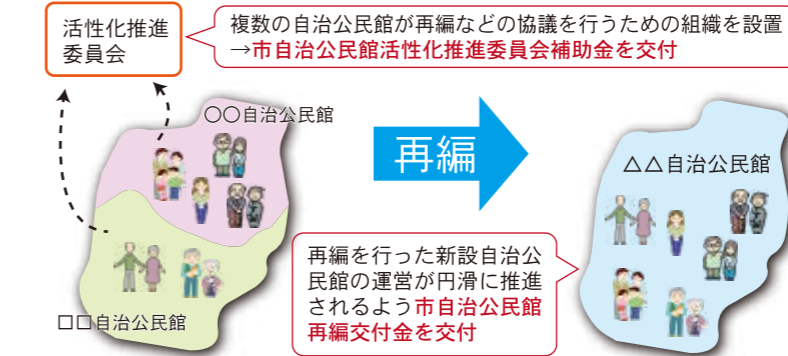 活性化推進
委員会
複数の自治公民館が再編などの協議を行うための組織を設置
→市自治公民館活性化推進委員会補助金を交付
〇〇自治公民館
再編
△△自治公民館
再編を行った新設自治公
民館の運営が円滑に推進
されるよう市自治公民館
再編交付金を交付
□□自治公民館